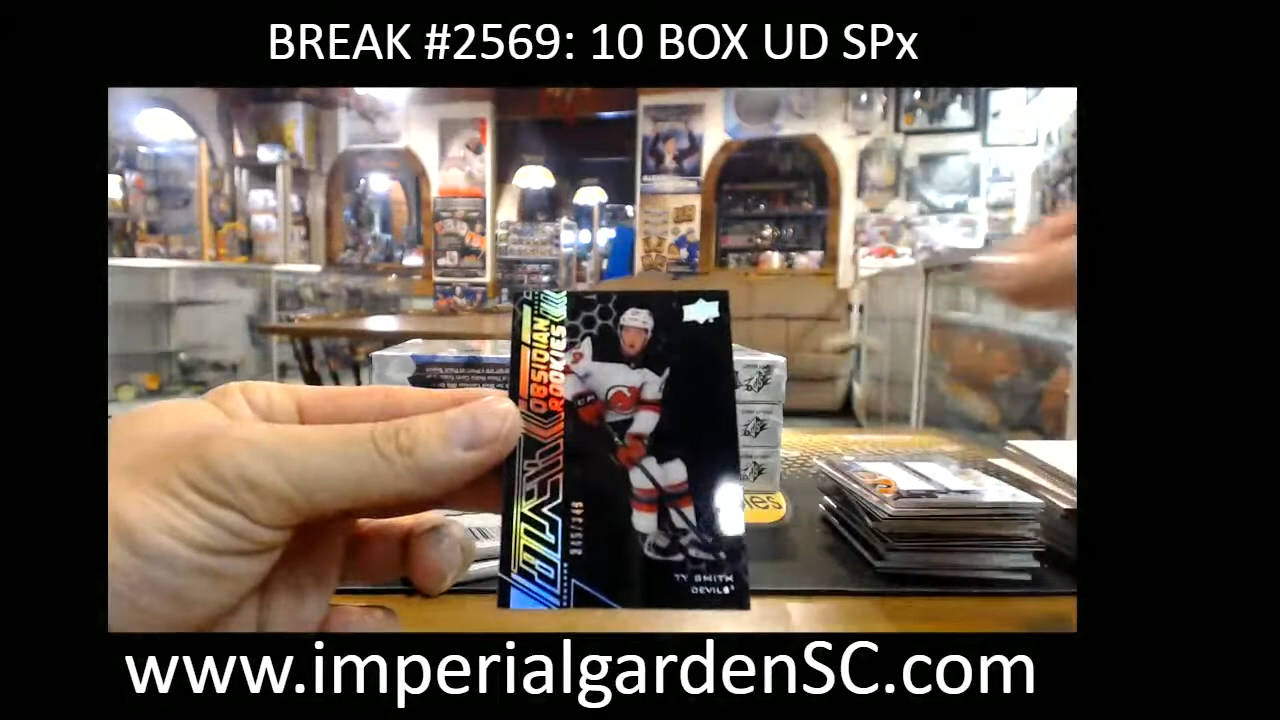 BREAK #2569: 10 BOX UD SPx
OBSIDIAN
ROOKIES
TY SMITH
DEVILS
www.imperialgardenSC.com